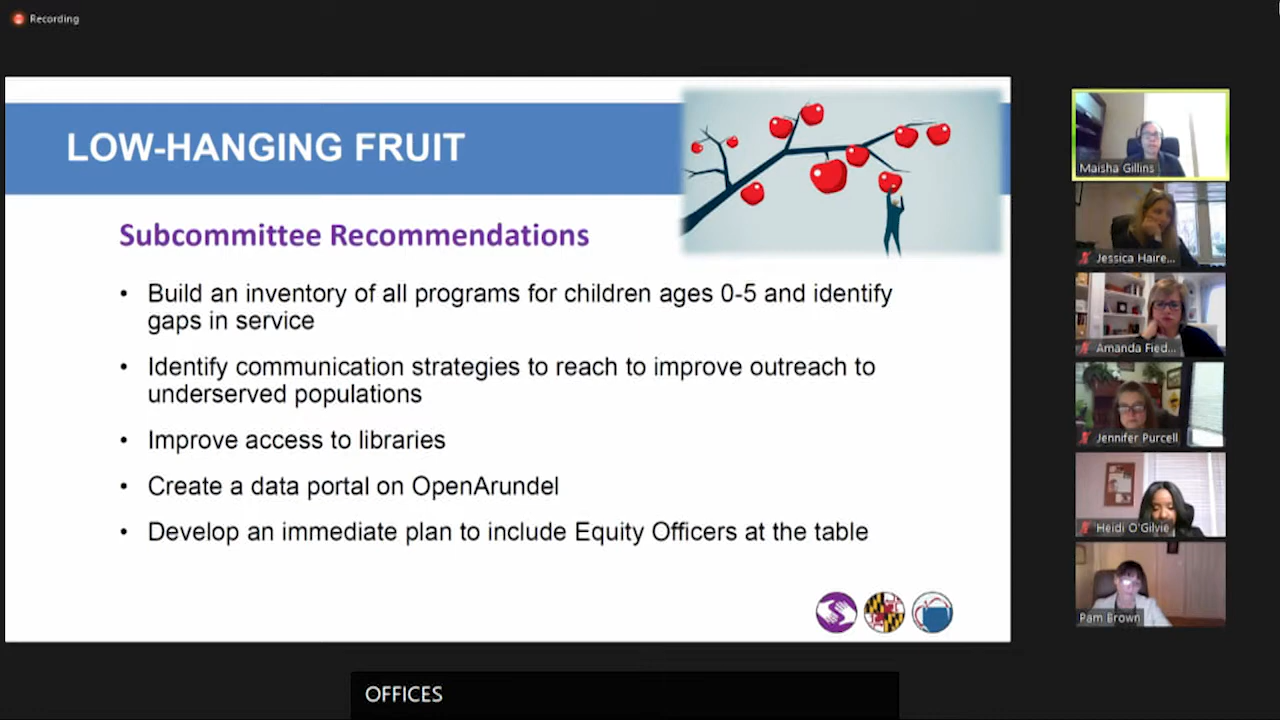 Recording
LOW-HANGING FRUIT
Subcommittee Recommendations
• Build an inventory of all programs for children ages 0-5 and identify
gaps in service
• Identify communication strategies to reach to improve outreach to
underserved populations
• Improve access to libraries
• Create a data portal on OpenArundel
• Develop an immediate plan to include Equity Officers at the table
Maisha Gillins
Jessica Haire...
Amanda Fied...
Jennifer Purcell
Heidi O'Gilvie
Pam Brown
OFFICES